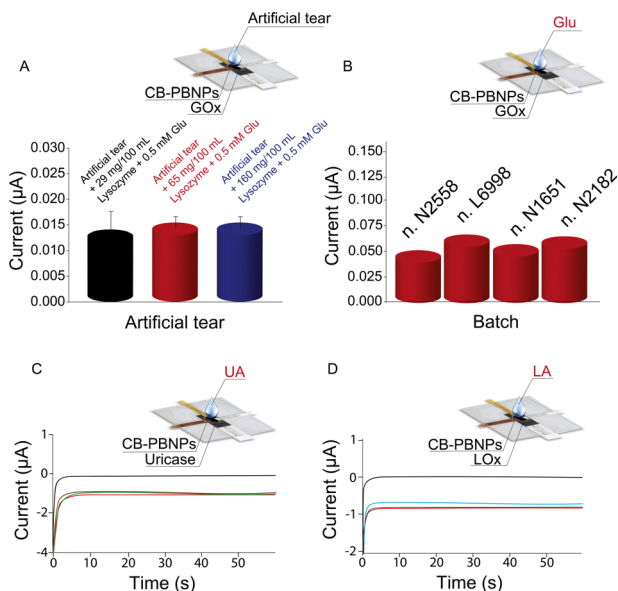 A
Artificial tear
CB-PBNPs
GOx
Current (µA)
0.030
0.025
0.020
0.015
0.010
0.005
0.000
Artificial tear
+ 29 mg/100 mL
Lysozyme + 0.5 mM Glu
Artificial tear
+ 65 mg/100 mL
Lysozyme + 0.5 mM Glu
Artificial tear
+ 160 mg/100 mL
Lysozyme + 0.5 mM Glu
Artificial tear
B
Glu
CB-PBNPs
GOx
Current (µA)
0.150
0.125
0.100
0.075
0.050
0.025
0.000
n. N2558
n. L6998
n. N1651
n. N2182
Batch
C
UA
CB-PBNPs
Uricase
Current (µA)
1
0
-2
-4
0
10
20
30
40
50
Time (s)
D
LA
CB-PBNPs
LOx
Current (µA)
1
0
-1
-2
0
10
20
30
40
50
Time (s)